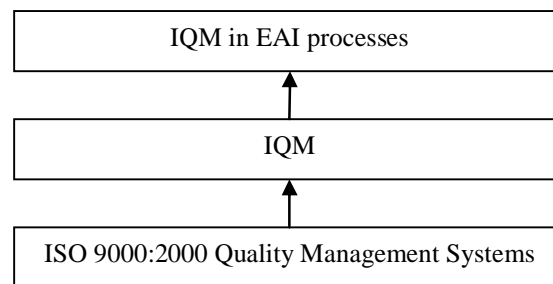 IQM in EAI processes
IQM
ISO 9000:2000 Quality Management Systems